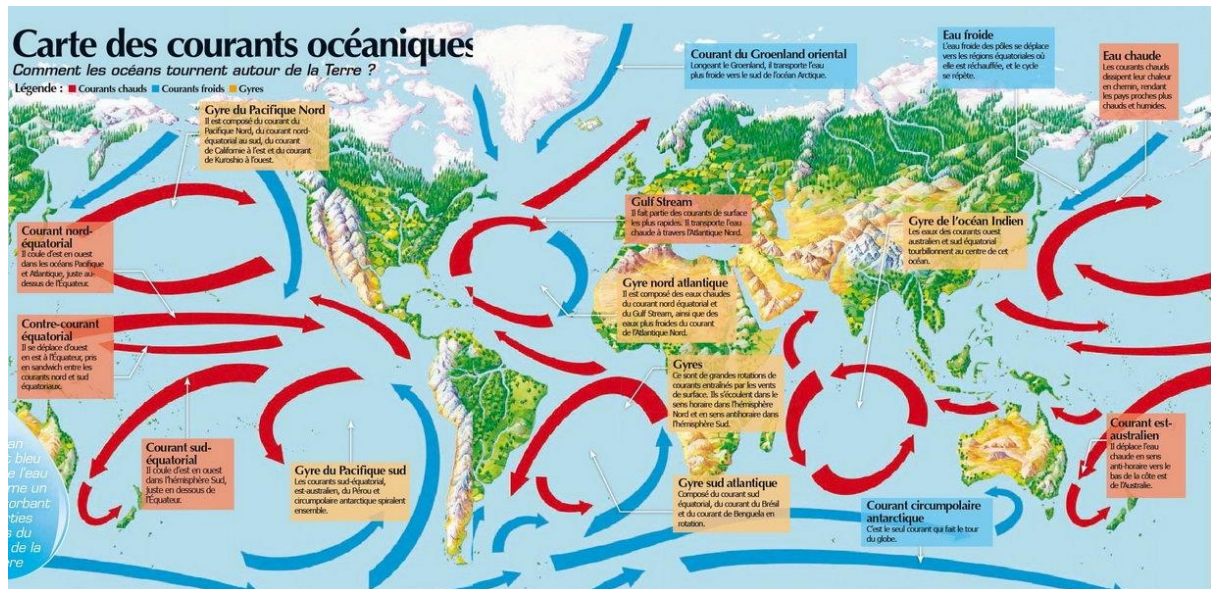 Carte des courants océaniques
Comment les océans tournent autour de la Terre ?
Légende : Courants chauds Courants froids Gyres
Gyre du Pacifique Nord
Il est composé du courant du
Pacifique Nord, du courant nord-
équatorial au sud, du courant
de Californie à l'est et du courant
de Kuroshio à l'ouest.
Courant du Groenland oriental
Longeant le Groenland, il transporte l'eau
plus froide vers le sud de l'océan Arctique.
Eau froide
L'eau froide des pôles se déplace
vers les régions équatoriales où
elle est réchauffée, et le cycle
se répète.
Eau chaude
Les courants chauds
dissipent leur chaleur
en chemin, rendant
les pays proches plus
chauds et humides.
Courant nord-
équatorial
Il coule d'est en ouest
dans les océans Pacifique
et Atlantique, juste au-
dessus de l'Équateur.
Gulf Stream
Il fait partie des courants de surface
les plus rapides. Il transporte l'eau
chaude à travers l'Atlantique Nord.
Gyre de l'océan Indien
Les eaux des courants ouest
australien et sud équatorial
tourbillonnent au centre de cet
océan.
Gyre nord atlantique
Il est composé des eaux chaudes
du courant nord équatorial et
du Gulf Stream, ainsi que des
eaux plus froides du courant
de l'Atlantique Nord.
Contre-courant
équatorial
Il se déplace d'ouest
en est à l'Équateur, pris
en sandwich entre les
courants nord et sud
équatoriaux.
Gyres
Ce sont de grandes rotations de
courants entraînés par les vents
de surface. Ils s'écoulent dans le
sens horaire dans l'hémisphère
Nord et en sens antihoraire dans
l'hémisphère Sud.
Courant sud-
équatorial
Il coule d'est en ouest
dans l'hémisphère Sud,
juste en dessous de
l'Équateur.
Gyre du Pacifique sud
Les courants sud-équatorial,
est-australien, du Pérou et
circumpolaire antarctique spiralent
ensemble.
Gyre sud atlantique
Composé du courant sud
équatorial, du courant du Brésil
et du courant de Benguela en
rotation.
Courant circumpolaire
antarctique
C'est le seul courant qui fait le tour
du globe.
Courant est-
australien
Il déplace l'eau
chaude en sens
anti-horaire vers le
bas de la côte est
de l'Australie.
bleu
l'eau
un
du
de la